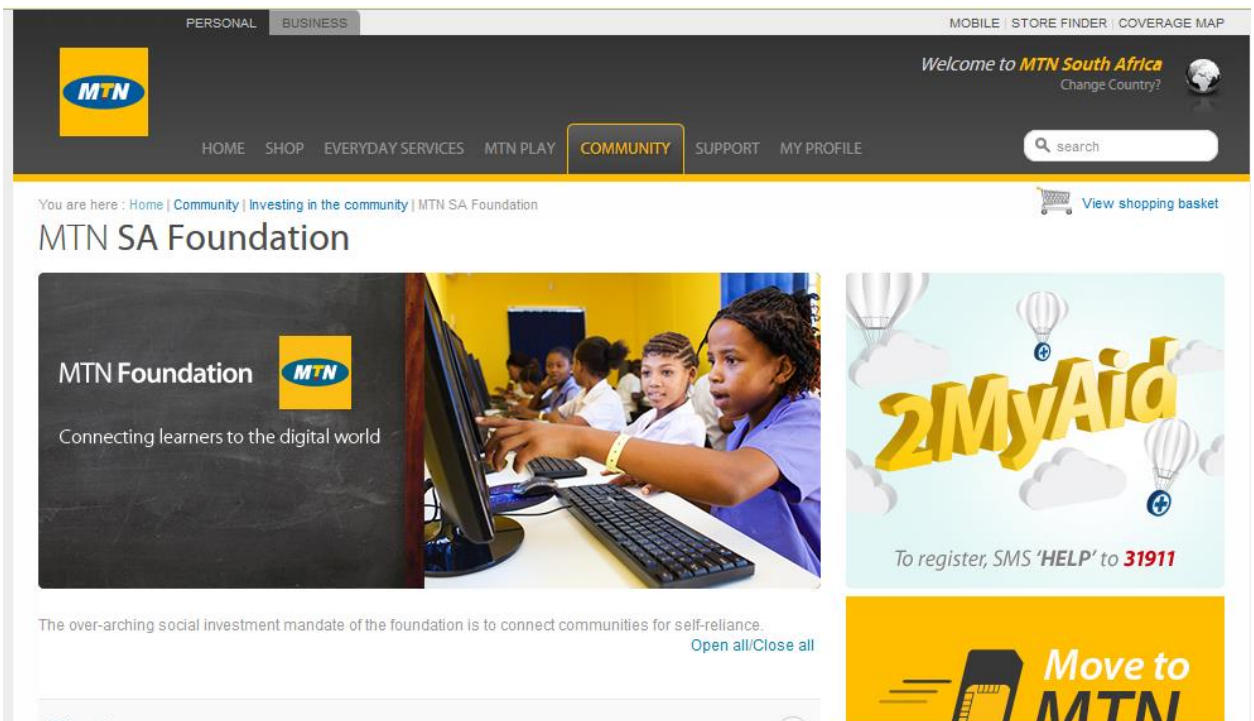 PERSONAL BUSINESS
MOBILE | STORE FINDER | COVERAGE MAP
MTN
Welcome to MTN South Africa
Change Country?
HOME SHOP EVERYDAY SERVICES MTN PLAY COMMUNITY SUPPORT MY PROFILE
search
You are here : Home | Community | Investing in the community | MTN SA Foundation
View shopping basket
MTN SA Foundation
MTN Foundation MTN
Connecting learners to the digital world
2MyAid
To register, SMS 'HELP' to 31911
The over-arching social investment mandate of the foundation is to connect communities for self-reliance.
Open all/Close all
Move to
MTN